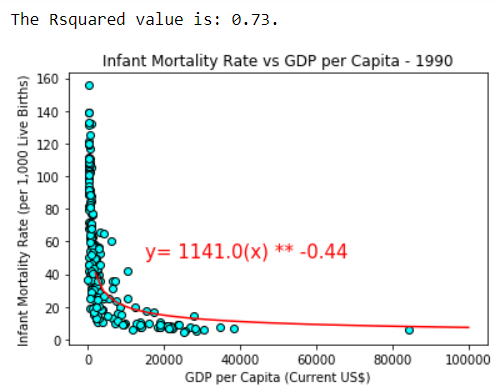 The Rsquared value is: 0.73.
Infant Mortality Rate vs GDP per Capita - 1990
Infant Mortality Rate (per 1,000 Live Births)
160
140
120
100
80
60
40
20
0
y= 1141.0(x) ** -0.44
0 20000 40000 60000 80000 100000
GDP per Capita (Current US$)